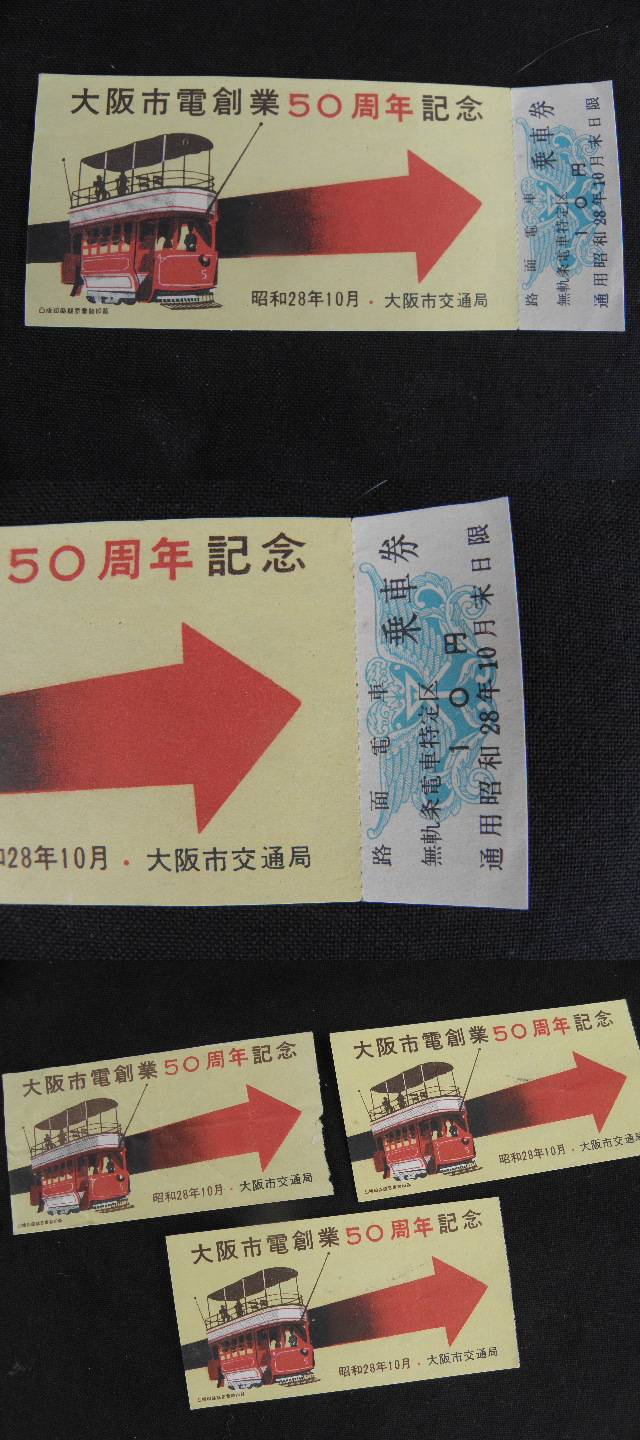 大阪市電創業50周年記念
昭和28年10月・大阪市交通局
路面電車 乗車券
無軌条電車特定区
10円
通用昭和28年10月末日限
50周年記念
28年10月・大阪市交通局
路面電車 乗車券
無軌条電車特定区
10円
通用昭和28年10月末日限
大阪市電創業50周年記念
昭和28年10月・大阪市交通局
大阪市電創業50周年記念
昭和28年10月・大阪市交通局
大阪市電創業50周年記念
昭和28年10月・大阪市交通局